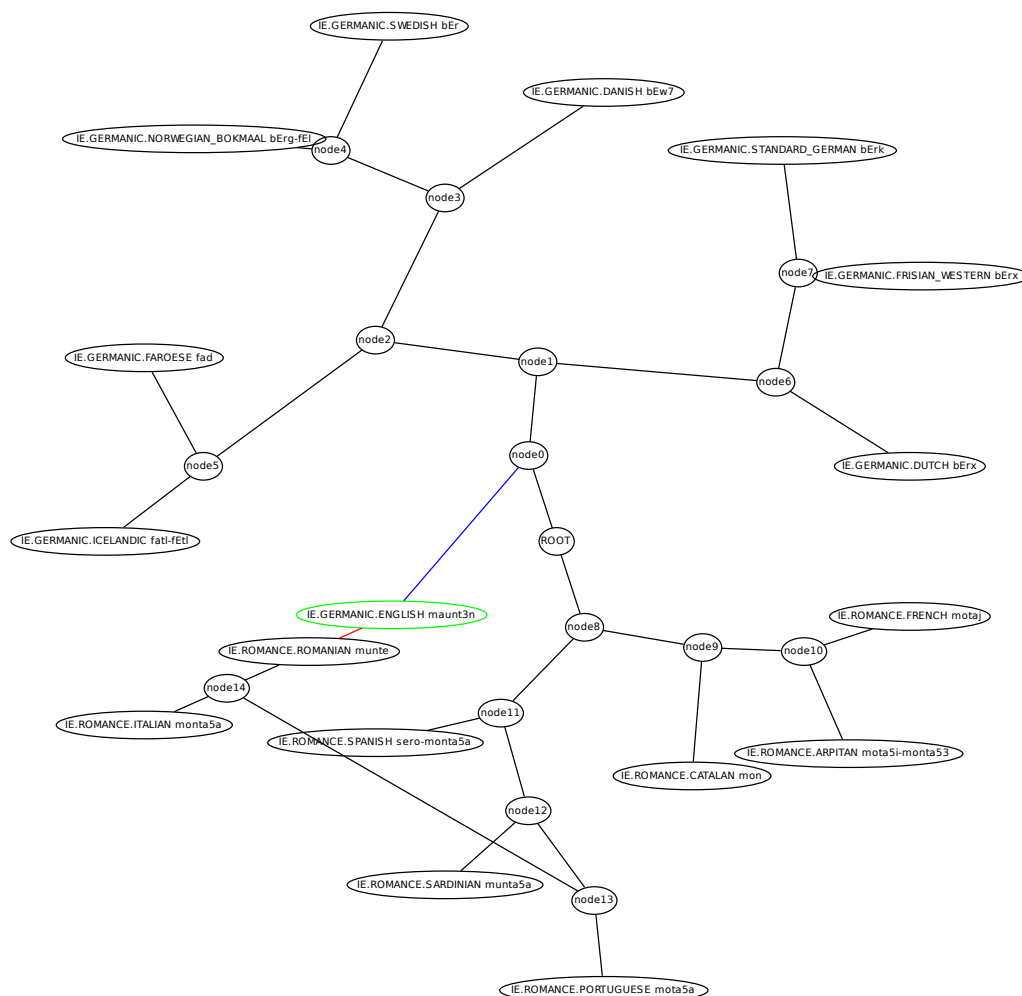 IE.GERMANIC.SWEDISH bEr
IE.GERMANIC.DANISH bEw7
IE.GERMANIC.NORWEGIAN_BOKMAAL bErg-fEl
node4
IE.GERMANIC.STANDARD_GERMAN bErk
node3
node7
IE.GERMANIC.FRISIAN_WESTERN bErx
node2
IE.GERMANIC.FAROESE fad
node1
node6
node0
node5
IE.GERMANIC.DUTCH bErx
IE.GERMANIC.ICELANDIC fatl-fEtl
ROOT
IE.GERMANIC.ENGLISH maunt3n
IE.ROMANCE.FRENCH motaj
node8
node9
IE.ROMANCE.ROMANIAN munte
node10
node14
node11
IE.ROMANCE.ITALIAN monta5a
IE.ROMANCE.SPANISH sero-monta5a
IE.ROMANCE.ARPITAN mota5i-monta53
IE.ROMANCE.CATALAN mon
node12
IE.ROMANCE.SARDINIAN munta5a
node13
IE.ROMANCE.PORTUGUESE mota5a